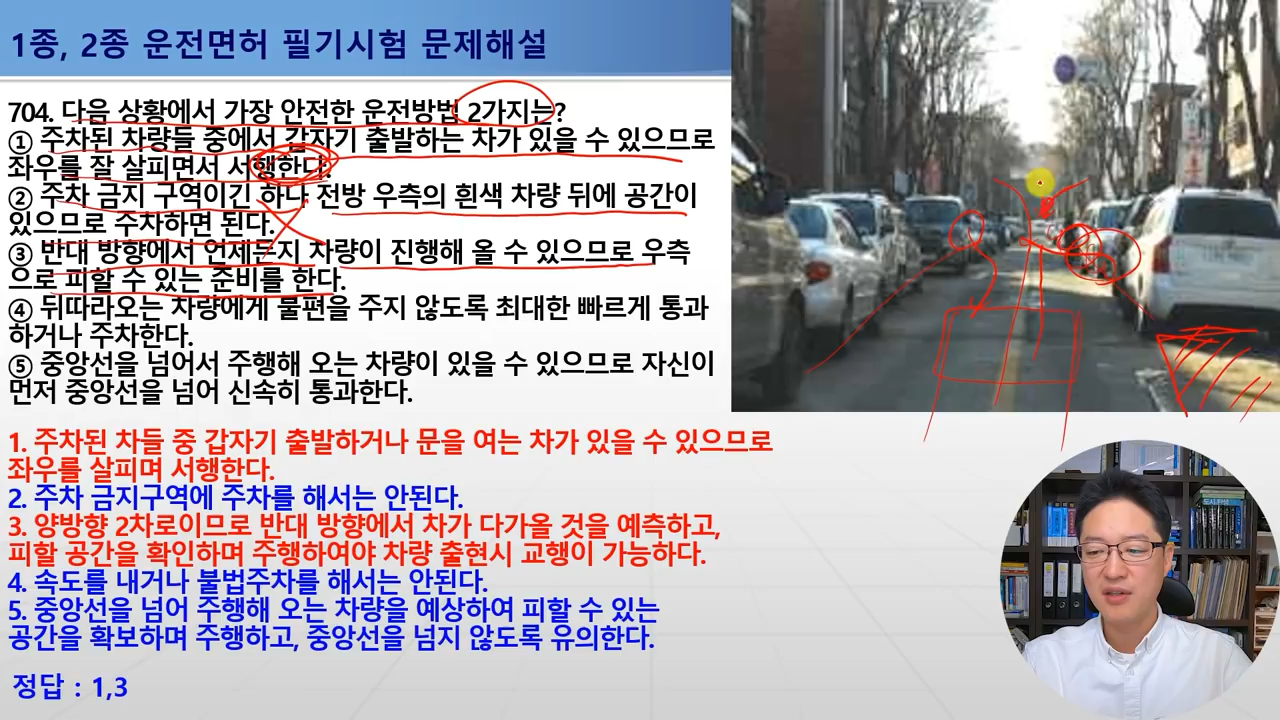 1종, 2종 운전면허 필기시험 문제해설
704. 다음 상황에서 가장 안전한 운전방법 2가지는?
① 주차된 차량들 중에서 갑자기 출발하는 차가 있을 수 있으므로
좌우를 잘 살피면서 서행한다.
② 주차 금지 구역이긴 하나 전방 우측의 흰색 차량 뒤에 공간이
있으므로 주차하면 된다.
③ 반대 방향에서 언제든지 차량이 진행해 올 수 있으므로 우측
으로 피할 수 있는 준비를 한다.
④ 뒤따라오는 차량에게 불편을 주지 않도록 최대한 빠르게 통과
하거나 주차한다.
⑤ 중앙선을 넘어서 주행해 오는 차량이 있을 수 있으므로 자신이
먼저 중앙선을 넘어 신속히 통과한다.
1. 주차된 차들 중 갑자기 출발하거나 문을 여는 차가 있을 수 있으므로
좌우를 살피며 서행한다.
2. 주차 금지구역에 주차를 해서는 안된다.
3. 양방향 2차로이므로 반대 방향에서 차가 다가올 것을 예측하고,
피할 공간을 확인하며 주행하여야 차량 출현시 교행이 가능하다.
4. 속도를 내거나 불법주차를 해서는 안된다.
5. 중앙선을 넘어 주행해 오는 차량을 예상하여 피할 수 있는
공간을 확보하며 주행하고, 중앙선을 넘지 않도록 유의한다.
정답 : 1,3